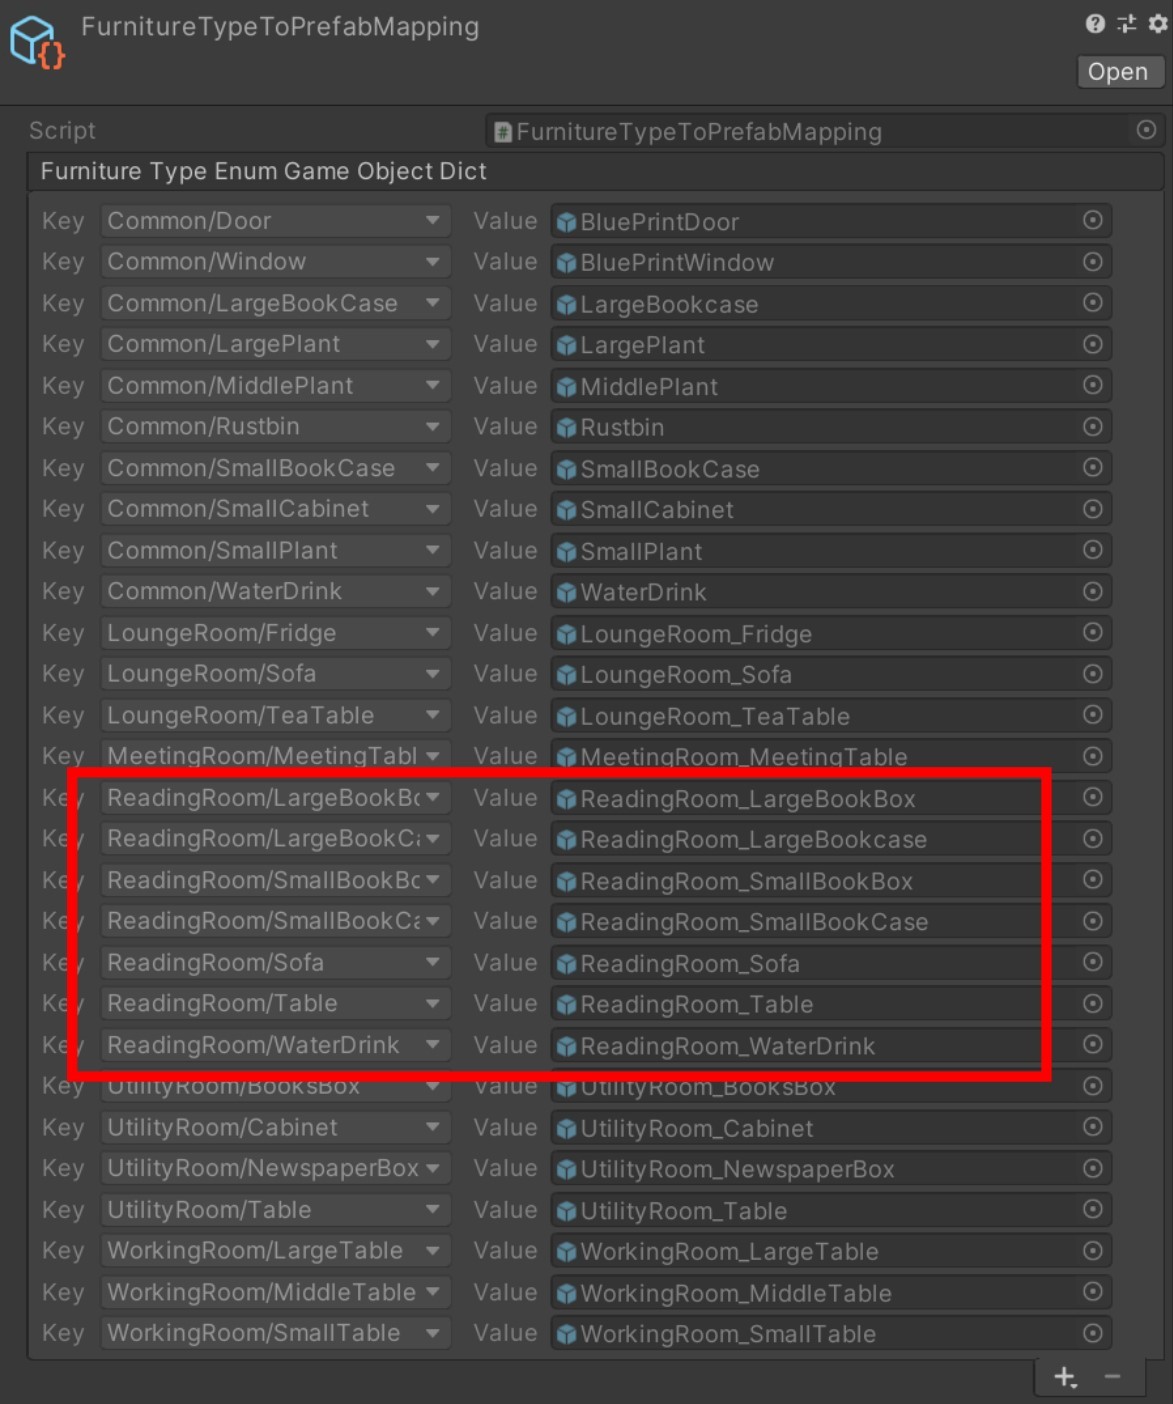 FurnitureTypeToPrefabMapping
Open
Script FurnitureTypeToPrefabMapping
Furniture Type Enum Game Object Dict
Key Common/Door Value BluePrintDoor
Key Common/Window Value BluePrintWindow
Key Common/LargeBookCase Value LargeBookcase
Key Common/LargePlant Value LargePlant
Key Common/MiddlePlant Value MiddlePlant
Key Common/Rustbin Value Rustbin
Key Common/SmallBookCase Value SmallBookCase
Key Common/SmallCabinet Value SmallCabinet
Key Common/SmallPlant Value SmallPlant
Key Common/WaterDrink Value WaterDrink
Key LoungeRoom/Fridge Value LoungeRoom_Fridge
Key LoungeRoom/Sofa Value LoungeRoom_Sofa
Key LoungeRoom/TeaTable Value LoungeRoom_TeaTable
Key MeetingRoom/MeetingTabl Value MeetingRoom_MeetingTable
Key ReadingRoom/LargeBookBo Value ReadingRoom_LargeBookBox
Key ReadingRoom/LargeBookCa Value ReadingRoom_LargeBookcase
Key ReadingRoom/SmallBookBo Value ReadingRoom_SmallBookBox
Key ReadingRoom/SmallBookCa Value ReadingRoom_SmallBookCase
Key ReadingRoom/Sofa Value ReadingRoom_Sofa
Key ReadingRoom/Table Value ReadingRoom_Table
Key ReadingRoom/WaterDrink Value ReadingRoom_WaterDrink
Key UtilityRoom/BooksBox Value UtilityRoom_BooksBox
Key UtilityRoom/Cabinet Value UtilityRoom_Cabinet
Key UtilityRoom/NewspaperBox Value UtilityRoom_NewspaperBox
Key UtilityRoom/Table Value UtilityRoom_Table
Key WorkingRoom/LargeTable Value WorkingRoom_LargeTable
Key WorkingRoom/MiddleTable Value WorkingRoom_MiddleTable
Key WorkingRoom/SmallTable Value WorkingRoom_SmallTable